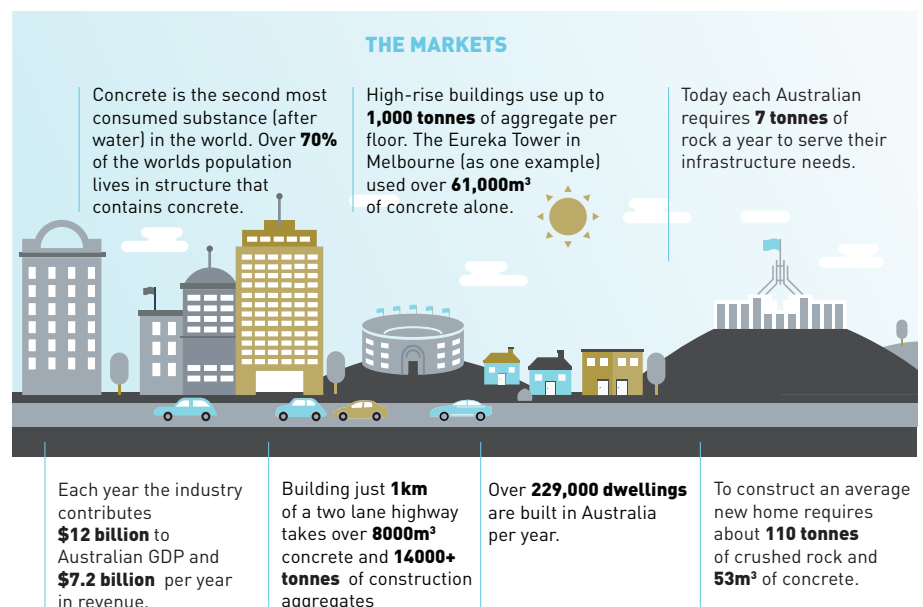 THE MARKETS
Concrete is the second most
consumed substance (after
water) in the world. Over 70%
of the worlds population
lives in structure that
contains concrete.
High-rise buildings use up to
1,000 tonnes of aggregate per
floor. The Eureka Tower in
Melbourne (as one example)
used over 61,000m³
of concrete alone.
Today each Australian
requires 7 tonnes of
rock a year to serve their
infrastructure needs.
Each year the industry
contributes
$12 billion to
Australian GDP and
$7.2 billion per year
in revenue.
Building just 1km
of a two lane highway
takes over 8000m³
concrete and 14000+
tonnes of construction
aggregates
Over 229,000 dwellings
are built in Australia
per year.
To construct an average
new home requires
about 110 tonnes
of crushed rock and
53m³ of concrete.